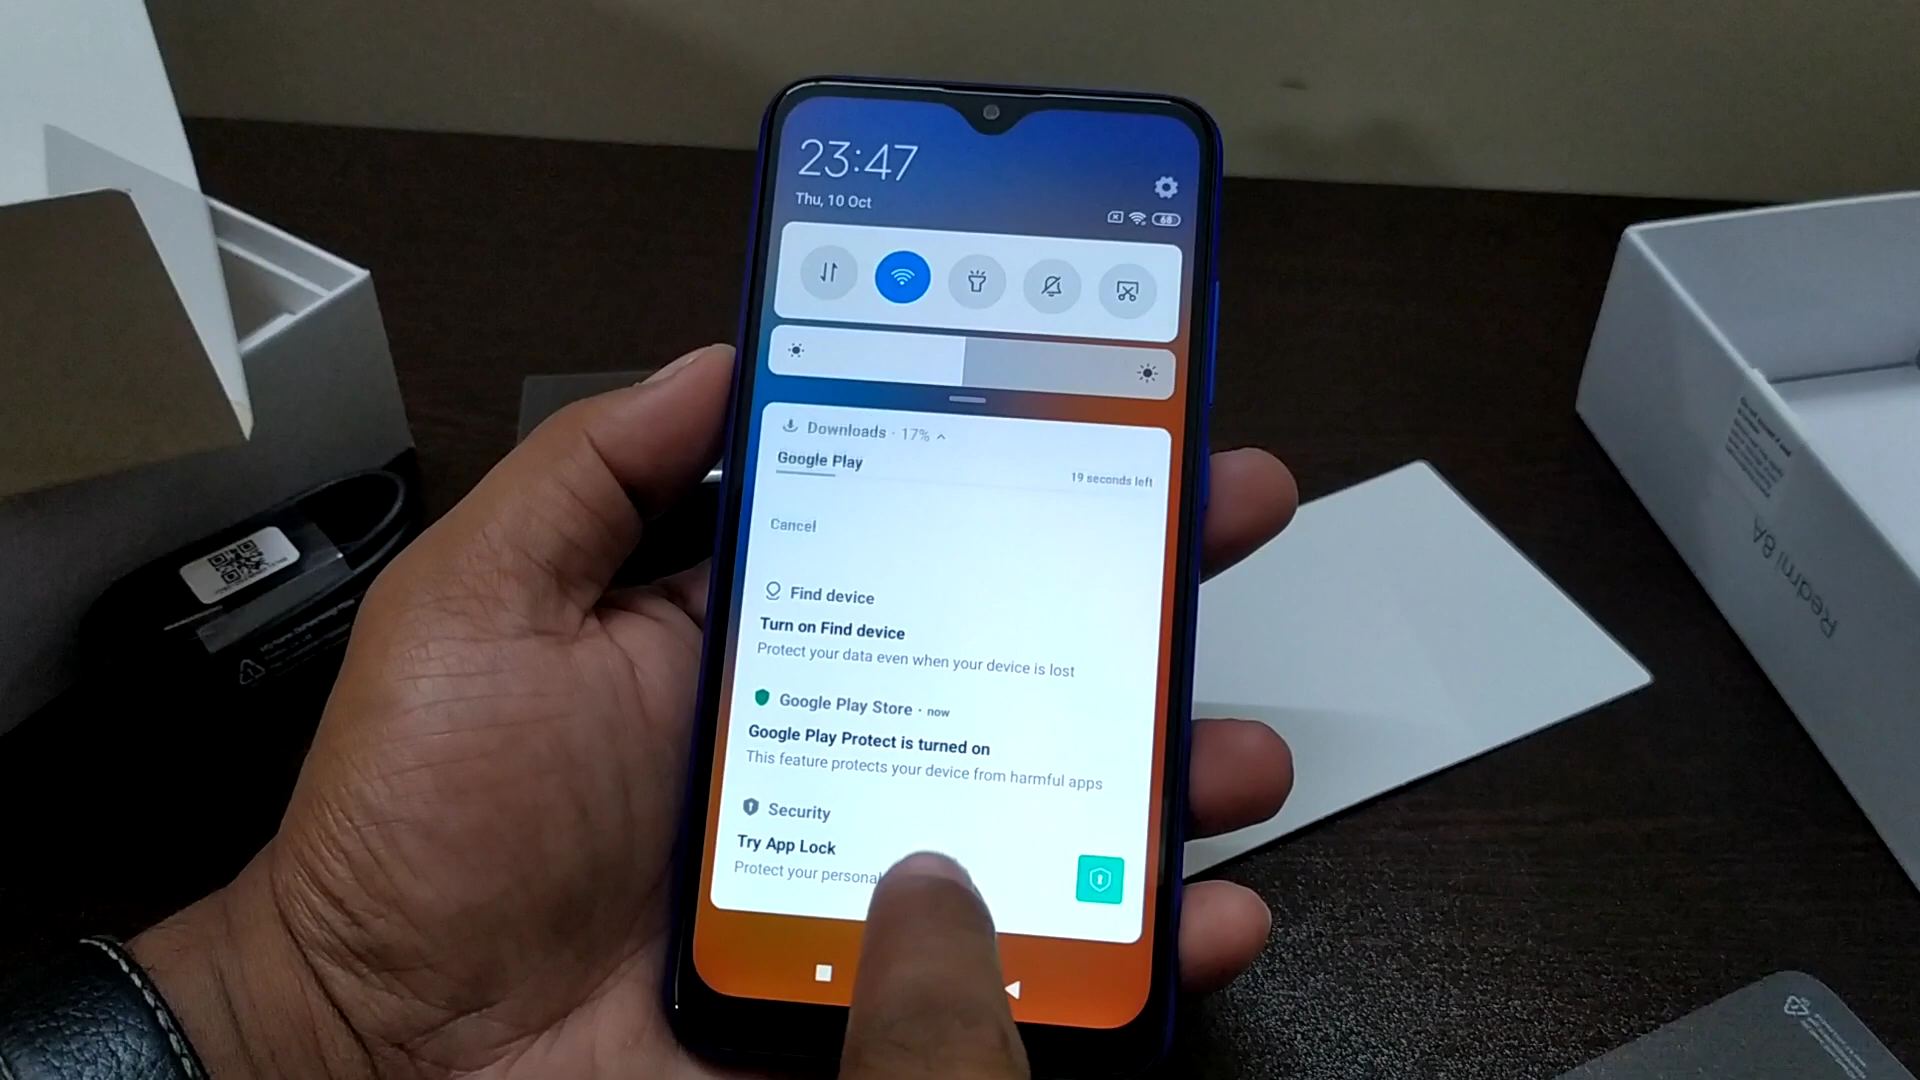 23:47
Thu, 10 Oct
68
Downloads · 17%
Google Play
19 seconds left
Cancel
Find device
Turn on Find device
Protect your data even when your device is lost
Google Play Store · now
Google Play Protect is turned on
This feature protects your device from harmful apps
Security
Try App Lock
Protect your personal
Redmi 8A